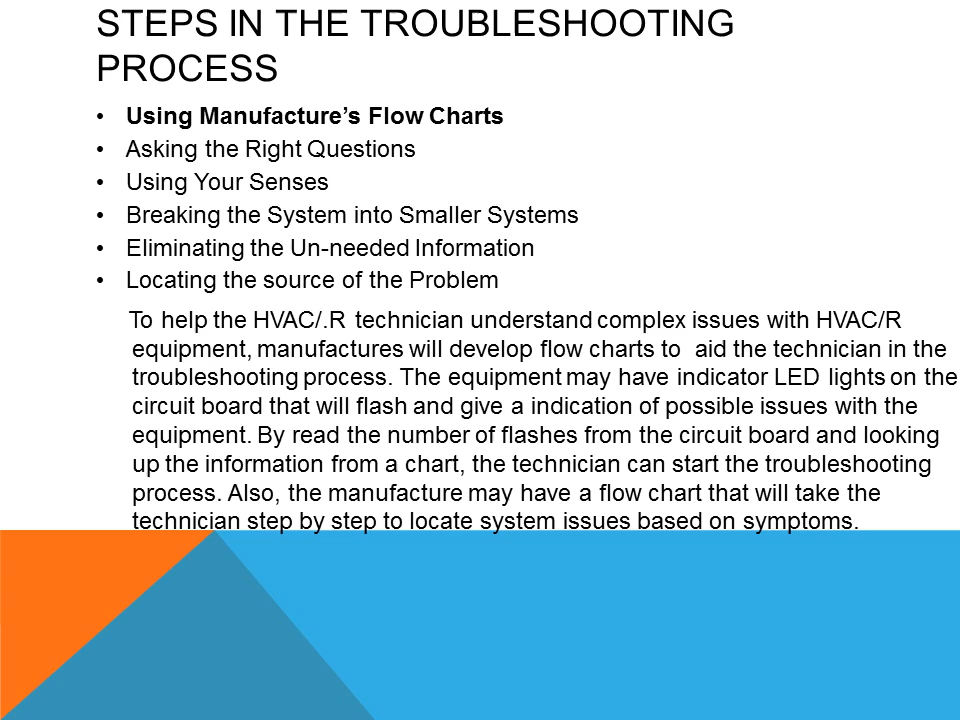 STEPS IN THE TROUBLESHOOTING
PROCESS
• Using Manufacture’s Flow Charts
• Asking the Right Questions
• Using Your Senses
• Breaking the System into Smaller Systems
• Eliminating the Un-needed Information
• Locating the source of the Problem
To help the HVAC/.R technician understand complex issues with HVAC/R
equipment, manufactures will develop flow charts to  aid the technician in the
troubleshooting process. The equipment may have indicator LED lights on the
circuit board that will flash and give a indication of possible issues with the
equipment. By read the number of flashes from the circuit board and looking
up the information from a chart, the technician can start the troubleshooting
process. Also, the manufacture may have a flow chart that will take the
technician step by step to locate system issues based on symptoms.